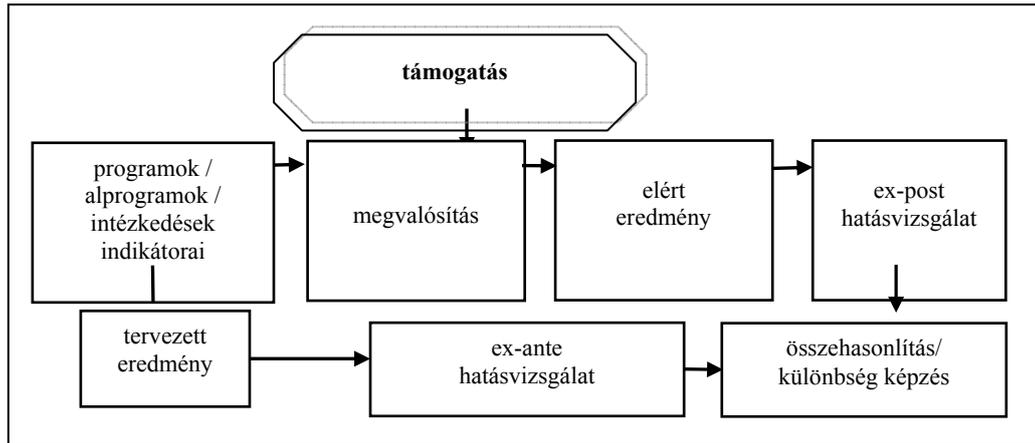 támogatás
programok /
alprogramok /
intézkedések
indikátorai
megvalósítás
elért
eredmény
ex-post
hatásvizsgálat
tervezett
eredmény
ex-ante
hatásvizsgálat
összehasonlítás/
különbség képzés